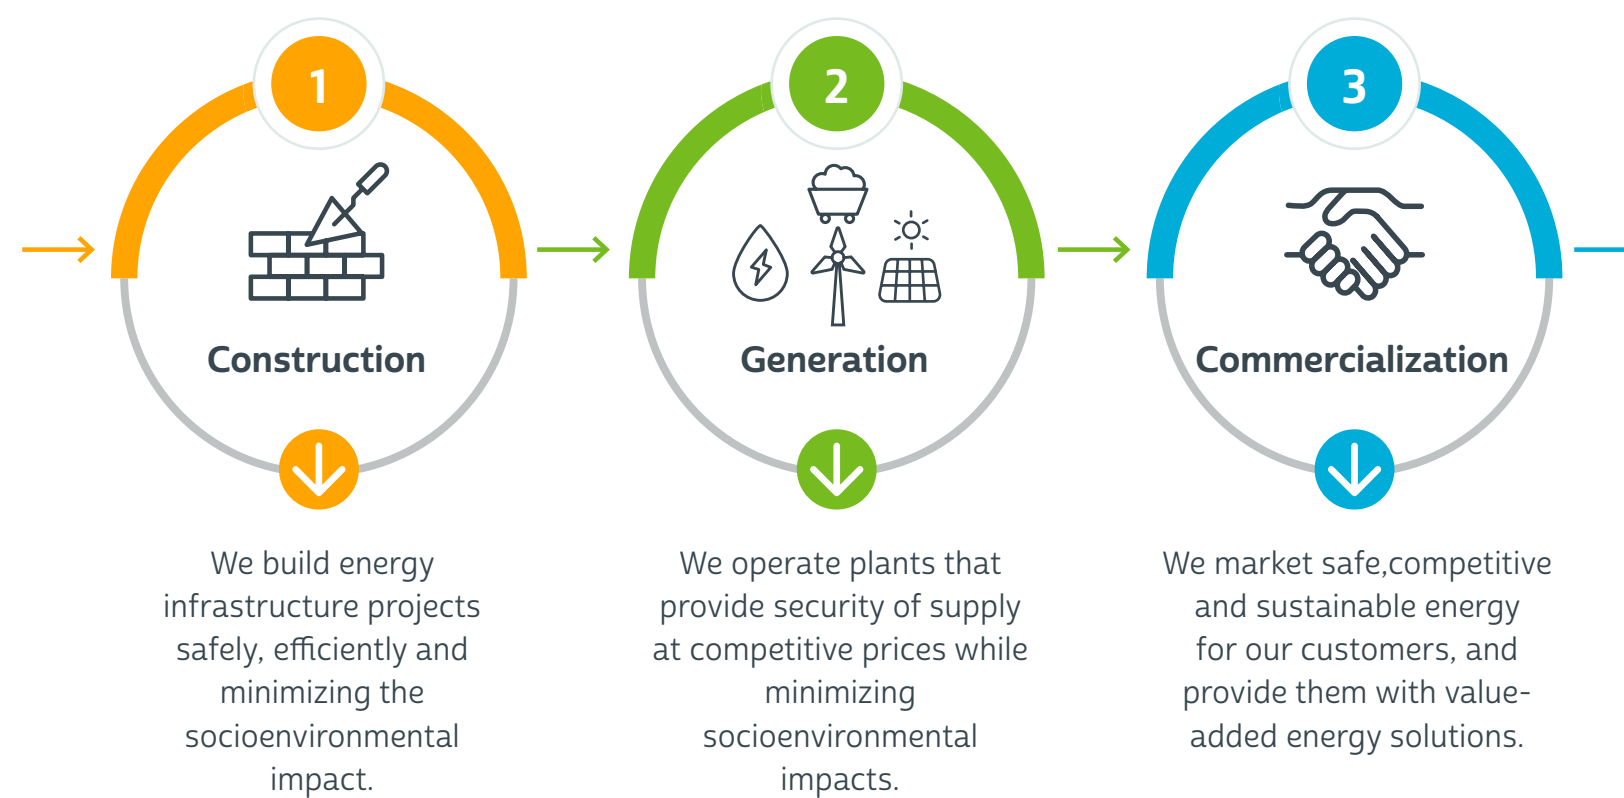 1
Construction
We build energy
infrastructure projects
safely, efficiently and
minimizing the
socioenvironmental
impact.
2
Generation
We operate plants that
provide security of supply
at competitive prices while
minimizing
socioenvironmental
impacts.
3
Commercialization
We market safe,competitive
and sustainable energy
for our customers, and
provide them with value-
added energy solutions.